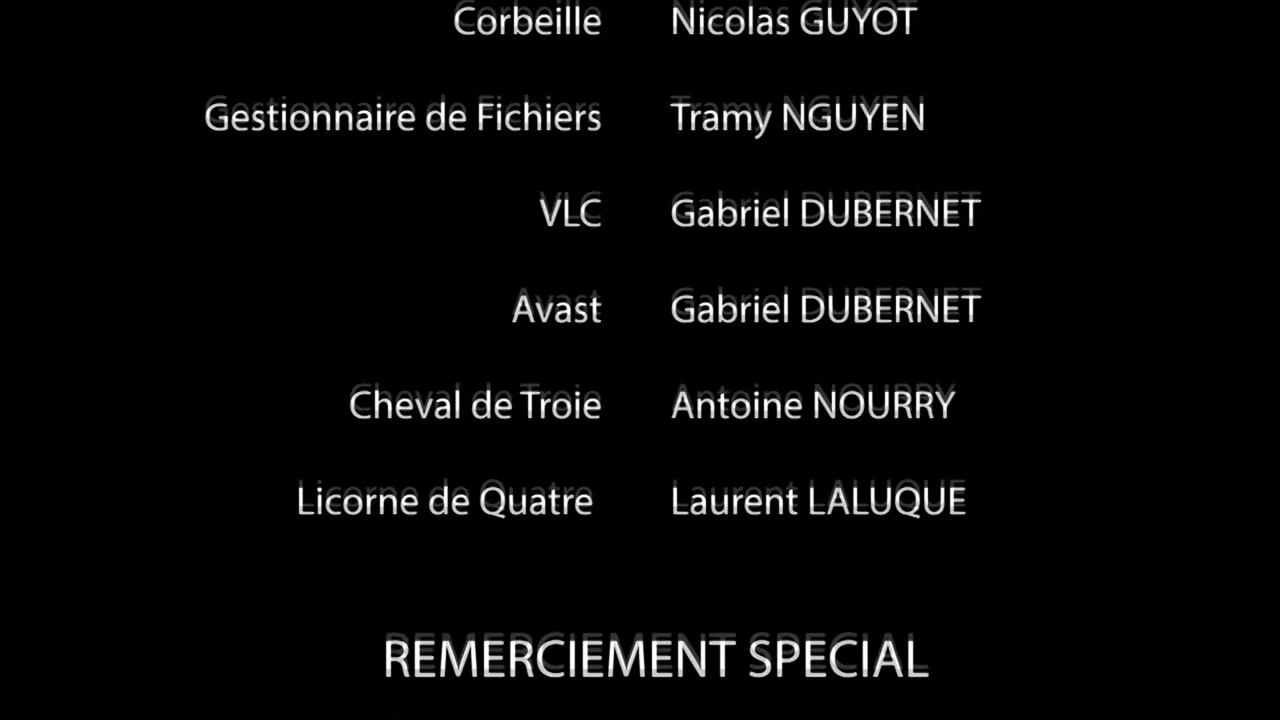 Corbeille Nicolas GUYOT
Gestionnaire de Fichiers Tramy NGUYEN
VLC Gabriel DUBERNET
Avast Gabriel DUBERNET
Cheval de Troie Antoine NOURRY
Licorne de Quatre Laurent LALUQUE
REMERCIEMENT SPECIAL